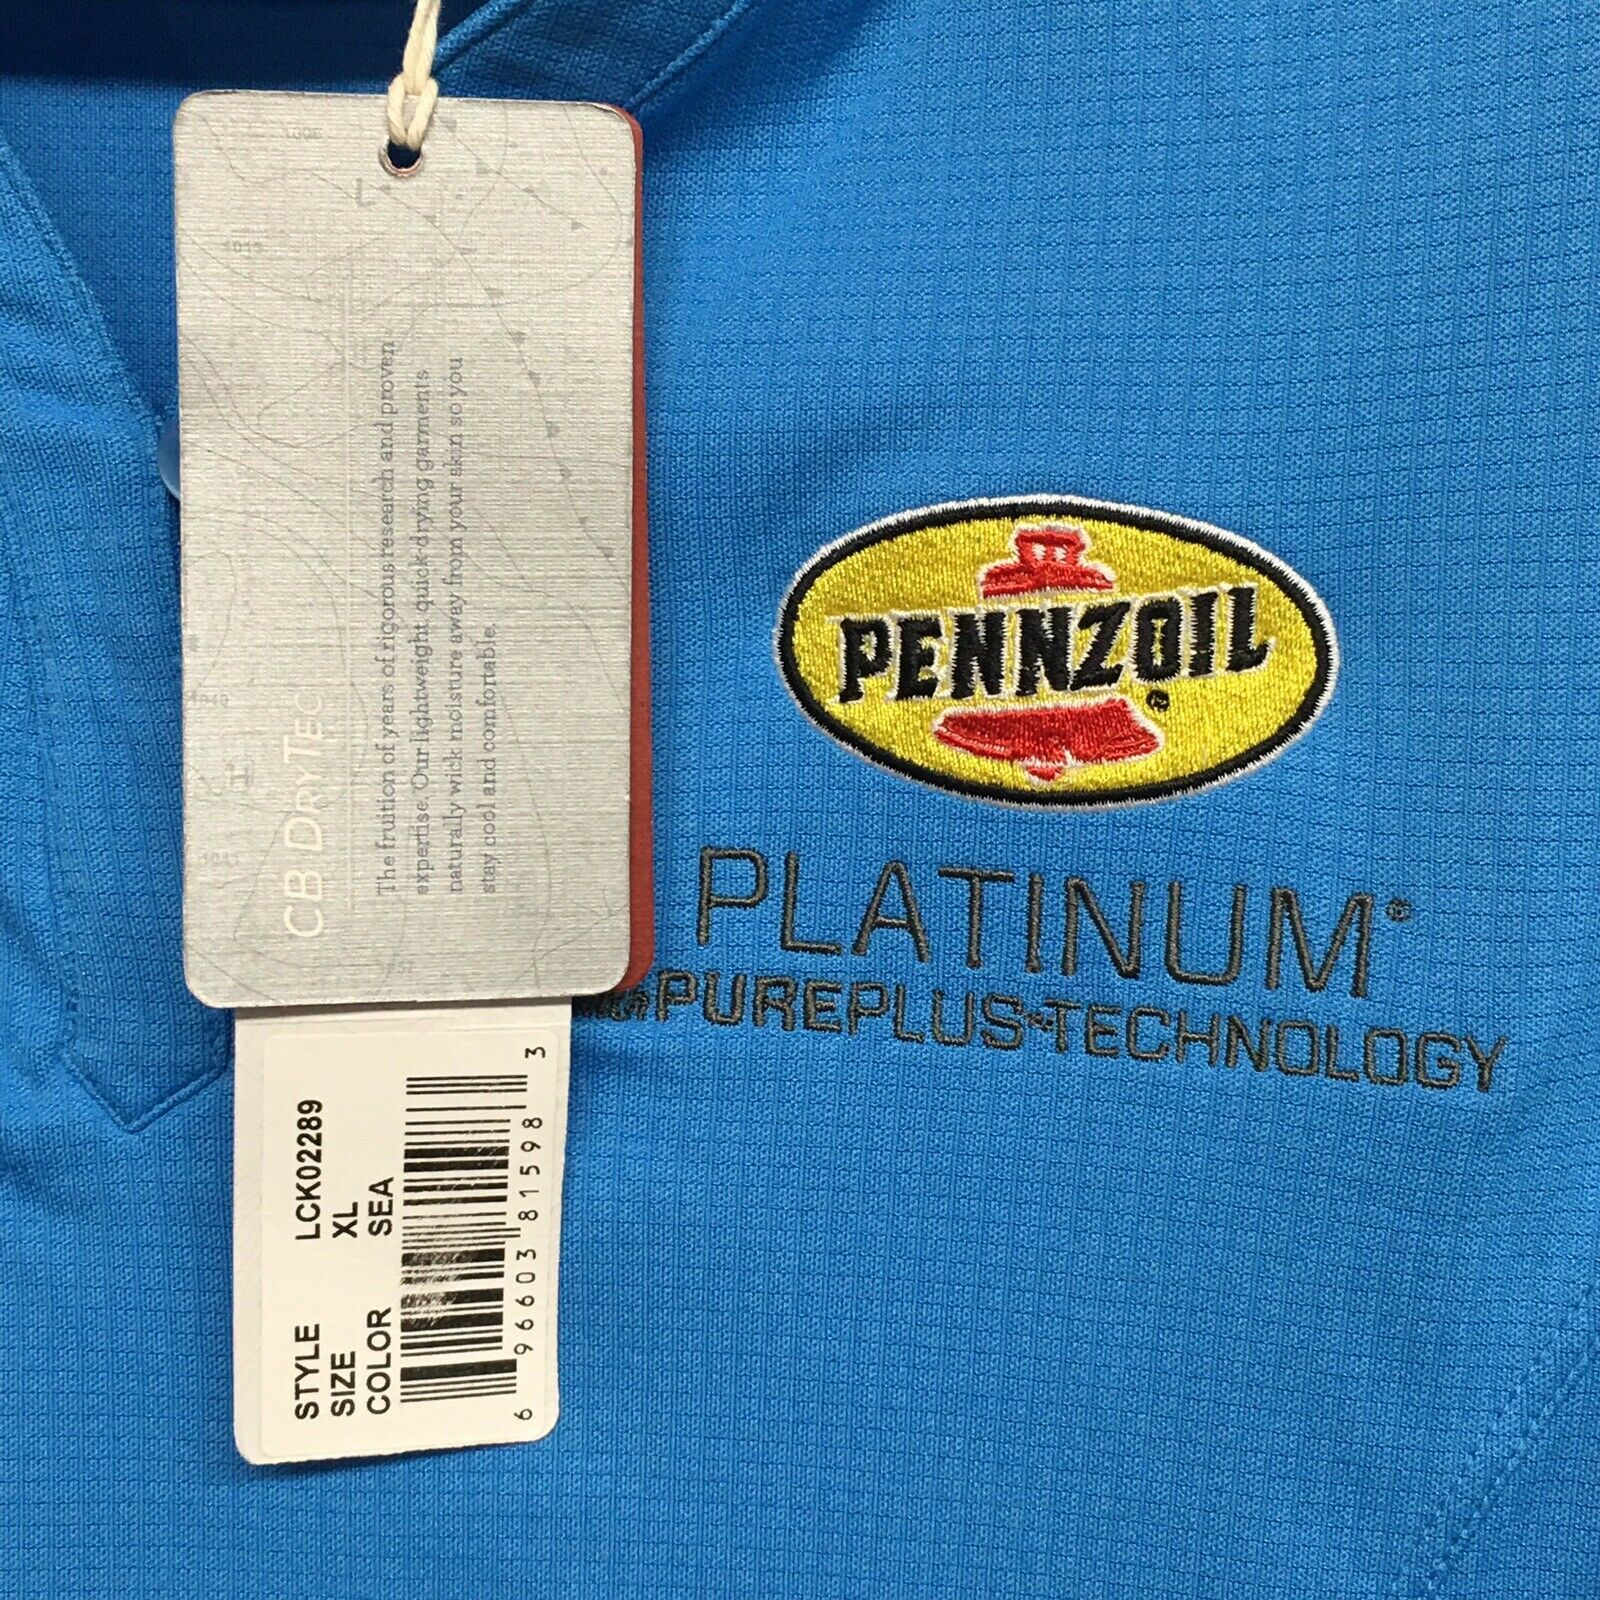 CB DRYTEC
The fruition of years of rigorous research and proven
expertise. Our lightweight quick-drying garments
naturally wick moisture away from your skin so you
stay cool and comfortable.
STYLE LCK02289
SIZE XL
COLOR SEA
6 96603 81598 3
PENNZOIL®
PLATINUM®
with PUREPLUS™ TECHNOLOGY